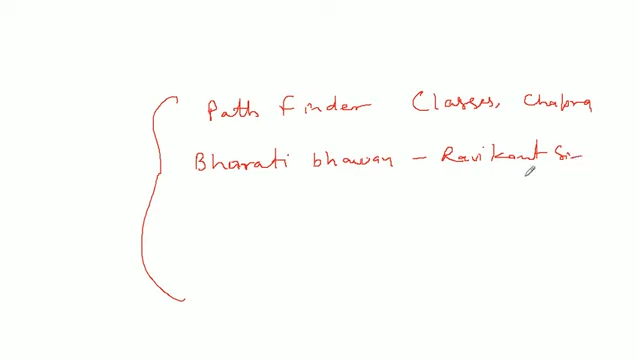 Path Finder Classes, Chapra
Bharati bhawan - Ravikant Sir